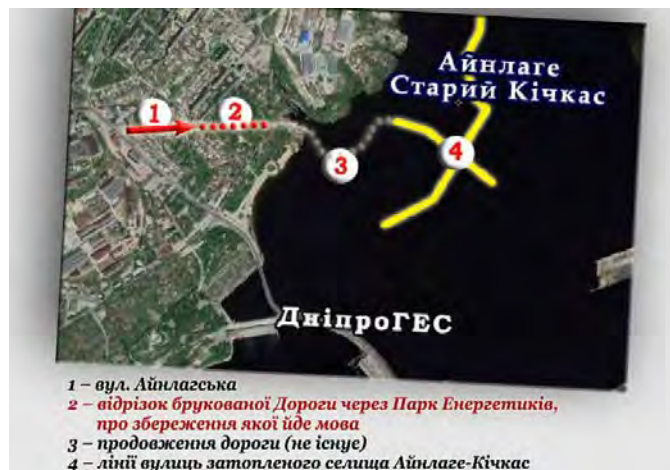 Айнлаге
Старий Кічкас
1
2
3
4
ДніпроГЕС
1 – вул. Айнлагська
2 – відрізок брукованої Дороги через Парк Енергетиків,
про збереження якої йде мова
3 – продовження дороги (не існує)
4 – лінії вулиць затопленого селища Айнлаге-Кічкас